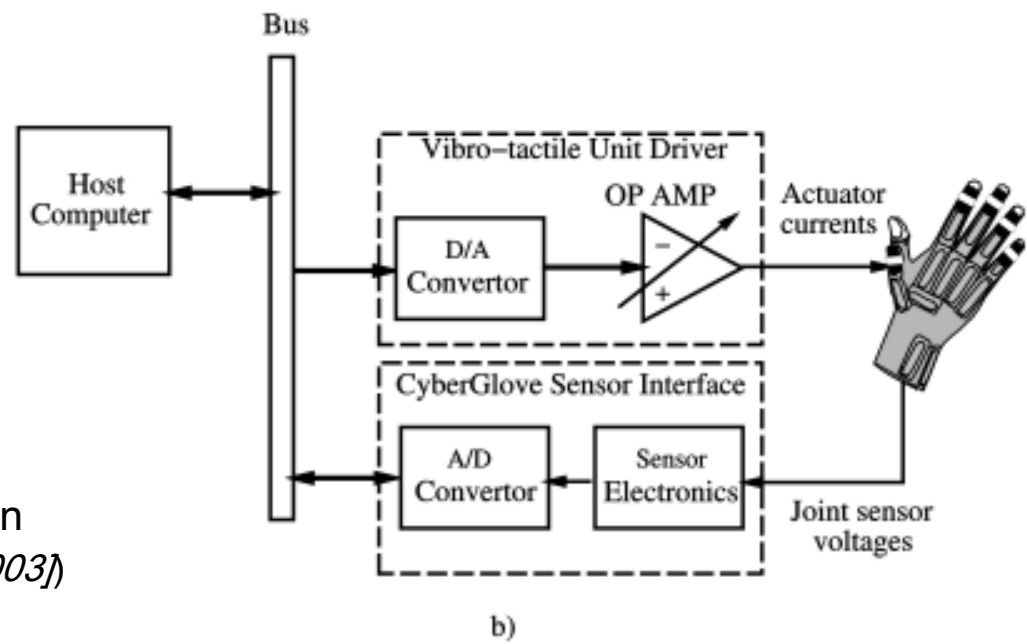 Bus
Host
Computer
Vibro-tactile Unit Driver
OP AMP
D/A
Convertor
−
+
Actuator
currents
CyberGlove Sensor Interface
A/D
Convertor
Sensor
Electronics
Joint sensor
voltages
n
003])
b)